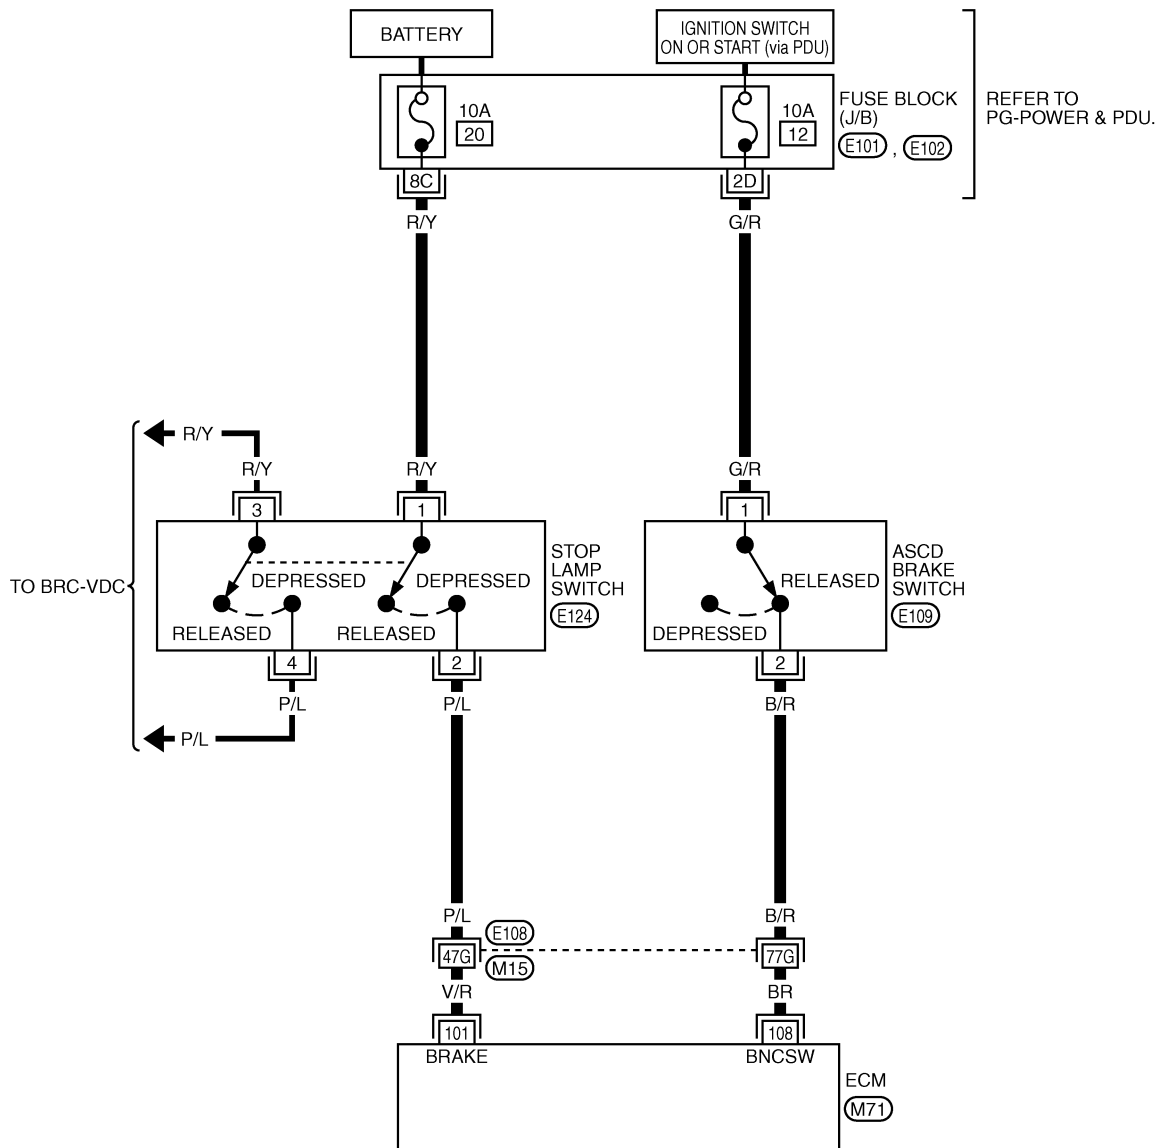 BATTERY
IGNITION SWITCH
ON OR START (via PDU)
10A
20
10A
12
FUSE BLOCK
(J/B)
E101 , E102
REFER TO
PG-POWER & PDU.
8C
2D
R/Y
G/R
R/Y
R/Y
R/Y
G/R
3
1
1
TO BRC-VDC
DEPRESSED
DEPRESSED
RELEASED
RELEASED
STOP
LAMP
SWITCH
E124
RELEASED
DEPRESSED
ASCD
BRAKE
SWITCH
E109
4
2
2
P/L
P/L
B/R
P/L
P/L
B/R
E108
47G
77G
M15
V/R
BR
101
108
BRAKE
BNCSW
ECM
M71